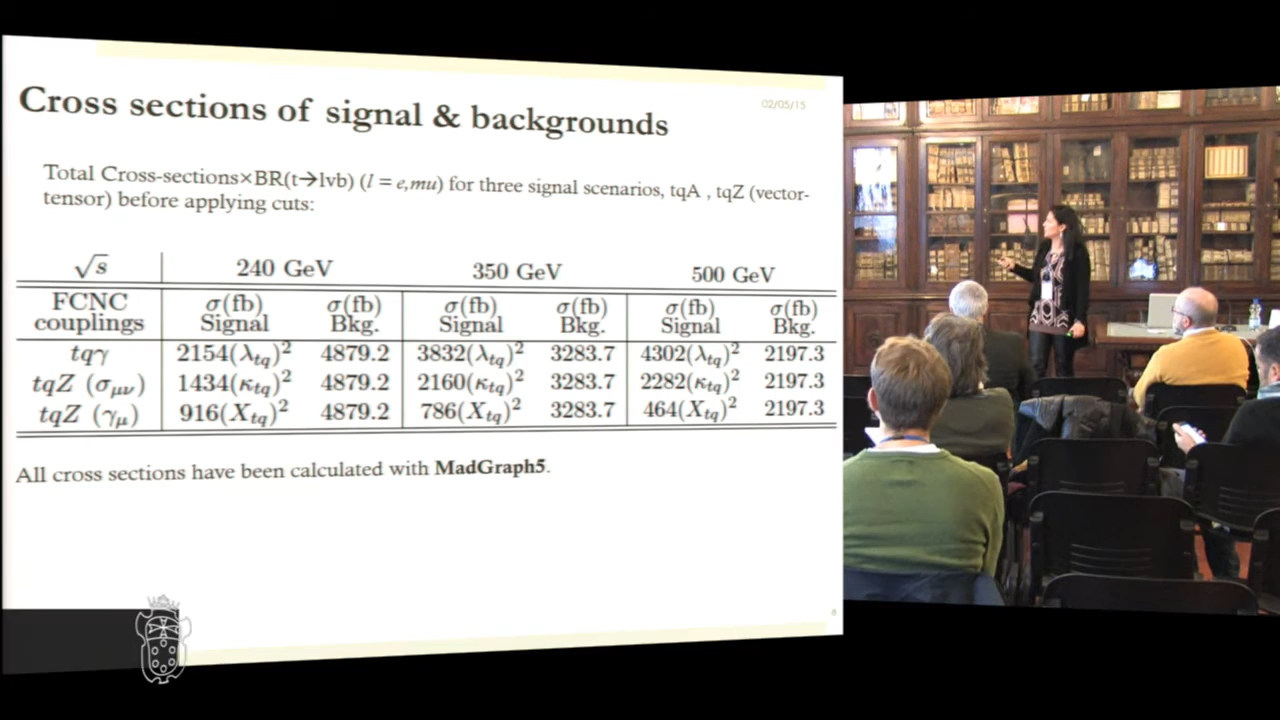 Cross sections of signal & backgrounds
02/05/15
Total Cross-sections×BR(t→lvb) (l = e,mu) for three signal scenarios, tqA , tqZ (vector-
tensor) before applying cuts:
√s 240 GeV 350 GeV 500 GeV
FCNC σ(fb) σ(fb) σ(fb) σ(fb) σ(fb) σ(fb)
couplings Signal Bkg. Signal Bkg. Signal Bkg.
tqγ 2154(λtq)² 4879.2 3832(λtq)² 3283.7 4302(λtq)² 2197.3
tqZ (σμν) 1434(κtq)² 4879.2 2160(κtq)² 3283.7 2282(κtq)² 2197.3
tqZ (γμ) 916(Xtq)² 4879.2 786(Xtq)² 3283.7 464(Xtq)² 2197.3
All cross sections have been calculated with MadGraph5.